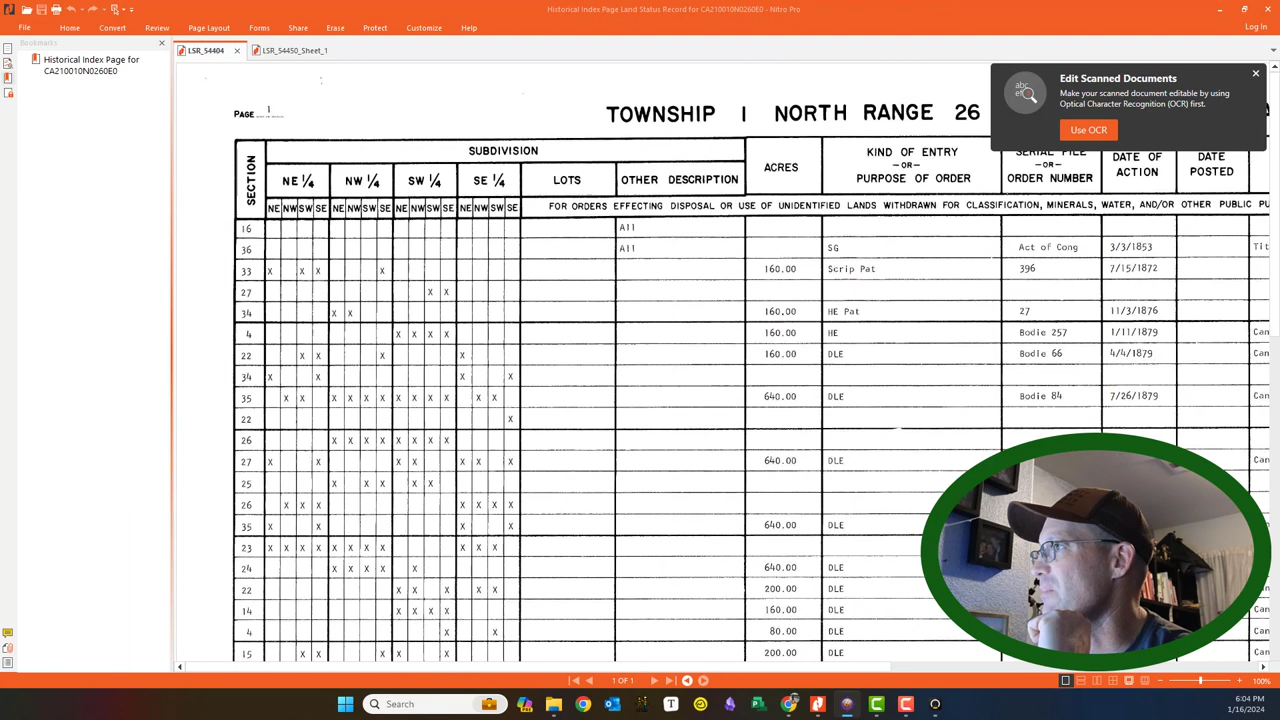 Historical Index Page Land Status Record for CA210010N0260E0 - Nitro Pro
File Home Convert Review Page Layout Forms Share Erase Protect Customize Help
Log In
Bookmarks
LSR_54404
LSR_54450_Sheet_1
Historical Index Page for
CA210010N0260E0
Edit Scanned Documents
Make your scanned document editable by using
Optical Character Recognition (OCR) first.
Use OCR
PAGE 1
TOWNSHIP 1 NORTH RANGE 26
SECTION
SUBDIVISION
NE 1/4 NW 1/4 SW 1/4 SE 1/4 LOTS OTHER DESCRIPTION
ACRES
KIND OF ENTRY
—OR—
PURPOSE OF ORDER
SERIAL FILE
—OR—
ORDER NUMBER
DATE OF
ACTION
DATE
POSTED
NE NW SW SE NE NW SW SE NE NW SW SE NE NW SW SE
FOR ORDERS EFFECTING DISPOSAL OR USE OF UNIDENTIFIED LANDS WITHDRAWN FOR CLASSIFICATION, MINERALS, WATER, AND/OR OTHER PUBLIC PU
16 All
36 All SG Act of Cong 3/3/1853 Tit
33 X X X X 160.00 Scrip Pat 396 7/15/1872
27 X X
34 X X 160.00 HE Pat 27 11/3/1876
4 X X X X 160.00 HE Bodie 257 1/11/1879 Can
22 X X X X 160.00 DLE Bodie 66 4/4/1879 Can
34 X X X X
35 X X X X X X X X X X X X 640.00 DLE Bodie 84 7/26/1879 Can
22 X
26 X X X X X X X X
27 X X X X X X X 640.00 DLE Can
25 X X X X X
26 X X X X X X X
35 X X X X 640.00 DLE
23 X X X X X X X X X X X
24 X X X X X 640.00 DLE
22 X X X X X 200.00 DLE
14 X X X X 160.00 DLE
4 X X 80.00 DLE
15 X X X X X 200.00 DLE
1 OF 1
100%
Search
6:04 PM
1/16/2024